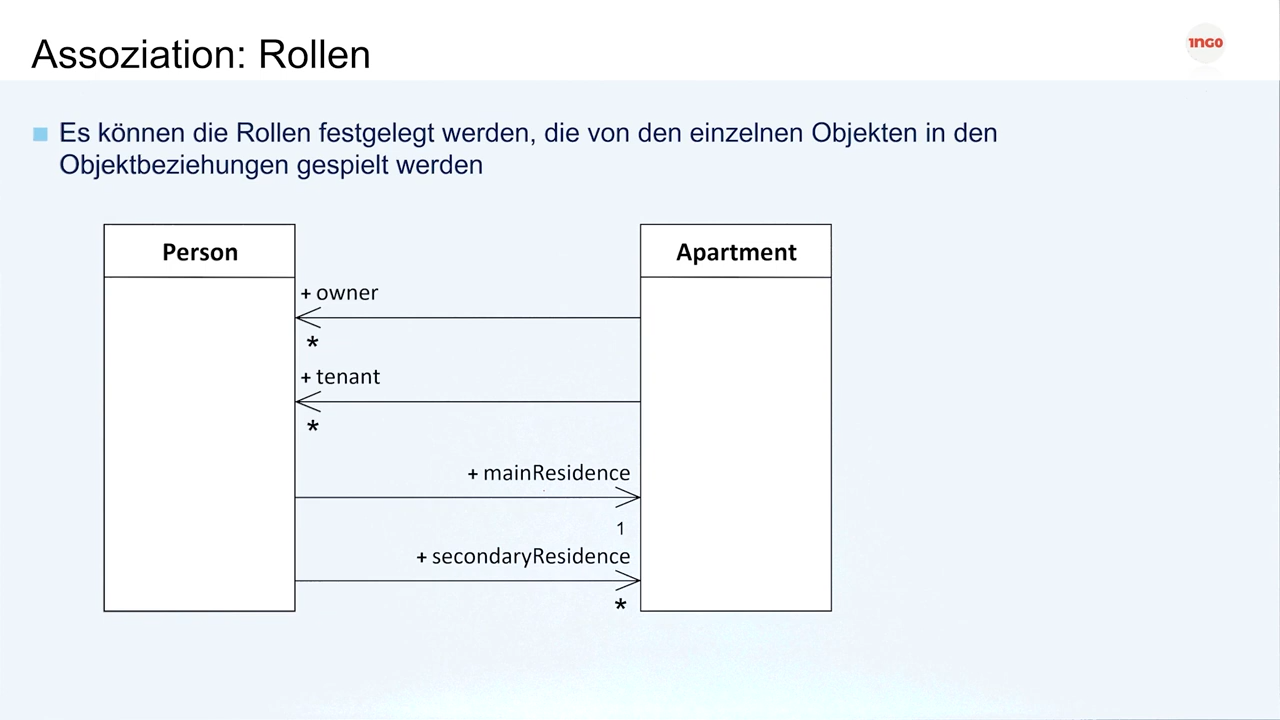 Assoziation: Rollen
1NGO
Es können die Rollen festgelegt werden, die von den einzelnen Objekten in den
Objektbeziehungen gespielt werden
Person
Apartment
+ owner
*
+ tenant
*
+ mainResidence
1
+ secondaryResidence
*